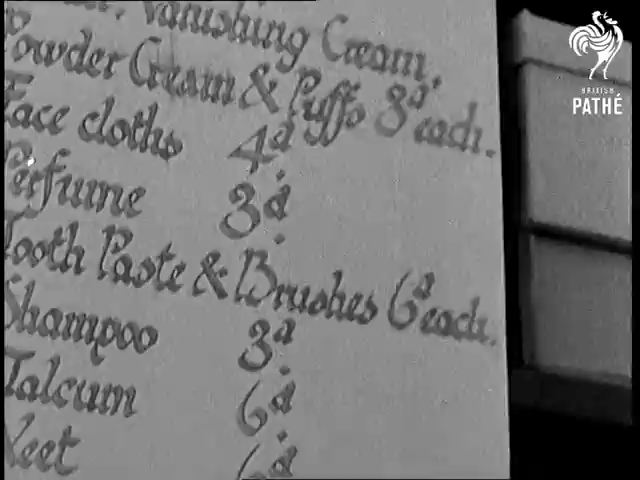 Vanishing Cream.
Powder Cream & Puffs 3d each.
Face cloths 4d.
Perfume 3d.
Tooth Paste & Brushes 6d each.
Shampoo 3d.
Talcum 6d.
Veet 6d
BRITISH
PATHÉ